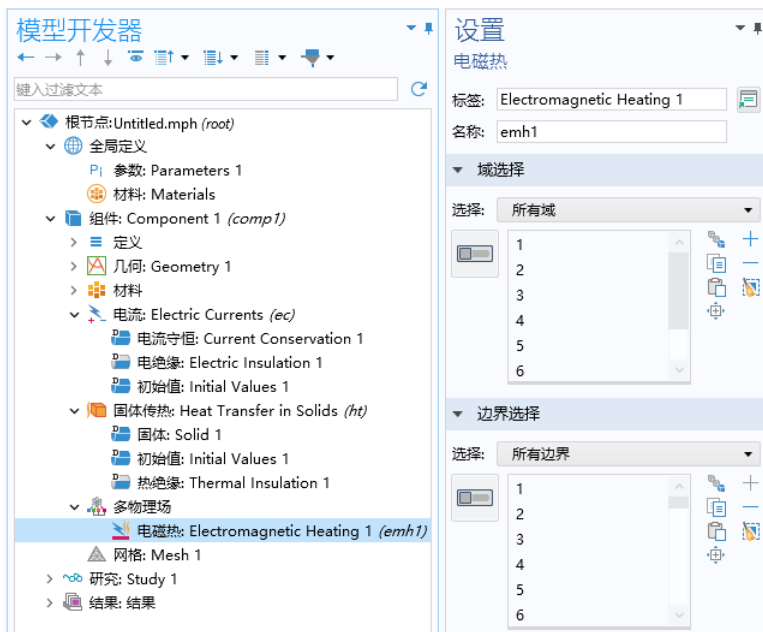 模型开发器
键入过滤文本
根节点:Untitled.mph (root)
全局定义
Pi 参数: Parameters 1
材料: Materials
组件: Component 1 (comp1)
定义
几何: Geometry 1
材料
电流: Electric Currents (ec)
电流守恒: Current Conservation 1
电绝缘: Electric Insulation 1
初始值: Initial Values 1
固体传热: Heat Transfer in Solids (ht)
固体: Solid 1
初始值: Initial Values 1
热绝缘: Thermal Insulation 1
多物理场
电磁热: Electromagnetic Heating 1 (emh1)
网格: Mesh 1
研究: Study 1
结果: 结果
设置
电磁热
标签: Electromagnetic Heating 1
名称: emh1
域选择
选择: 所有域
1
2
3
4
5
6
边界选择
选择: 所有边界
1
2
3
4
5
6